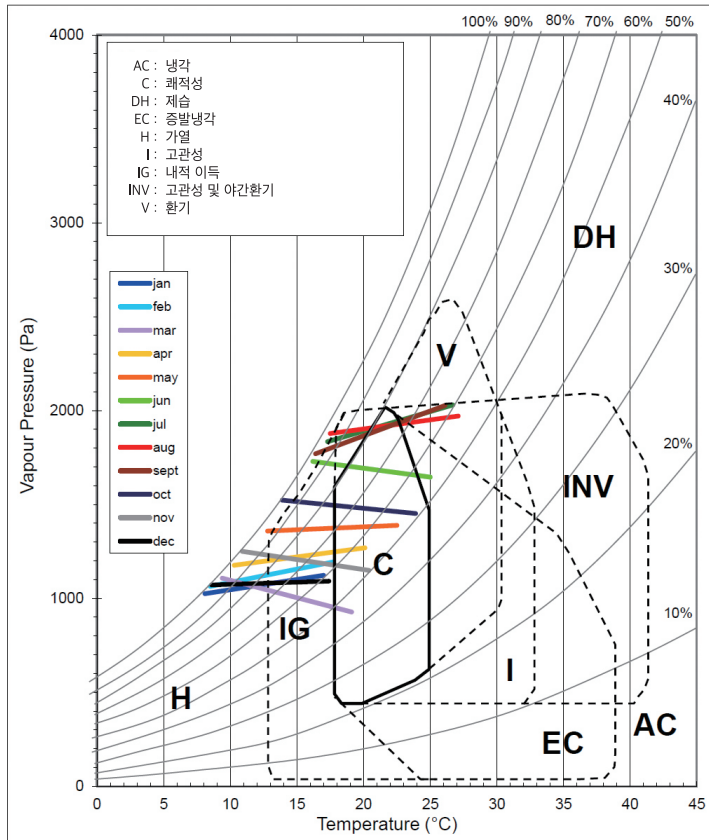 100% 90% 80% 70% 60% 50%
4000
AC : 냉각
C : 쾌적성
DH : 제습
EC : 증발냉각
H : 가열
I : 고관성
IG : 내적 이득
INV : 고관성 및 야간환기
V : 환기
40%
3000
DH
30%
jan
feb
mar
apr
may
jun
jul
aug
sept
oct
nov
dec
V
2000
20%
INV
C
1000
10%
IG
H
I
AC
EC
0
0 5 10 15 20 25 30 35 40 45
Temperature (°C)
Vapour Pressure (Pa)